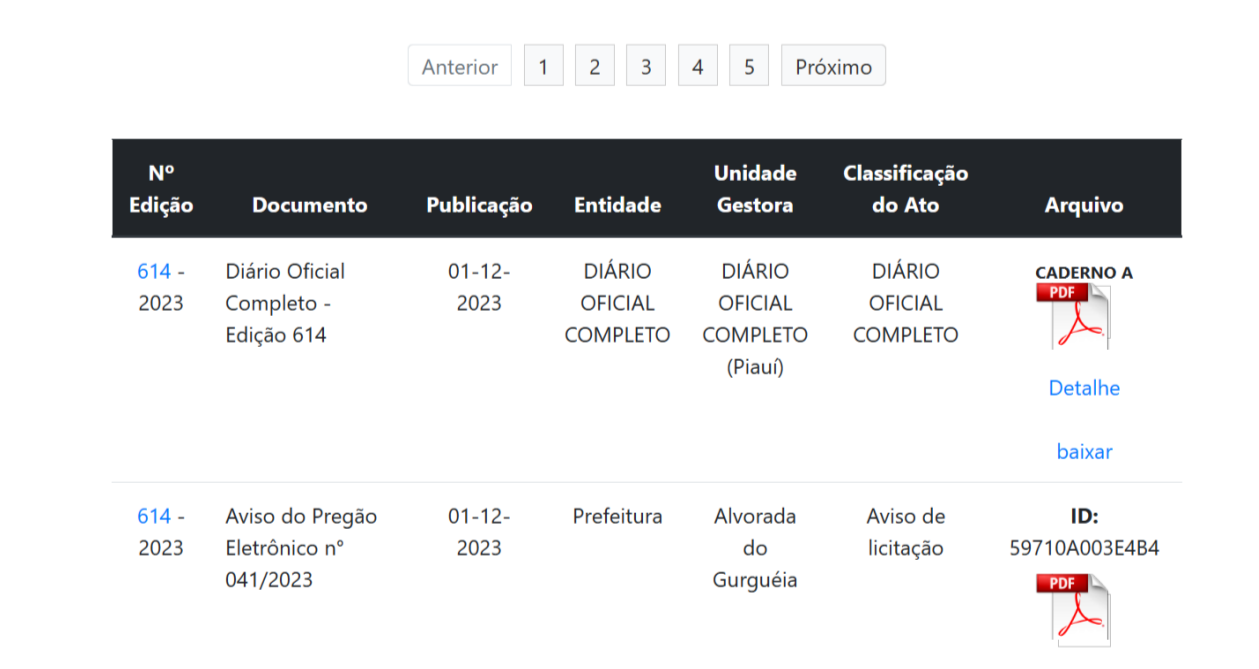 Anterior 1 2 3 4 5 Próximo
Nº Edição Documento Publicação Entidade Unidade Gestora Classificação do Ato Arquivo
614 - 2023
Diário Oficial Completo - Edição 614
01-12-2023
DIÁRIO OFICIAL COMPLETO
DIÁRIO OFICIAL COMPLETO (Piauí)
DIÁRIO OFICIAL COMPLETO
CADERNO A
PDF
Detalhe
baixar
614 - 2023
Aviso do Pregão Eletrônico n° 041/2023
01-12-2023
Prefeitura
Alvorada do Gurguéia
Aviso de licitação
ID:
59710A003E4B4
PDF